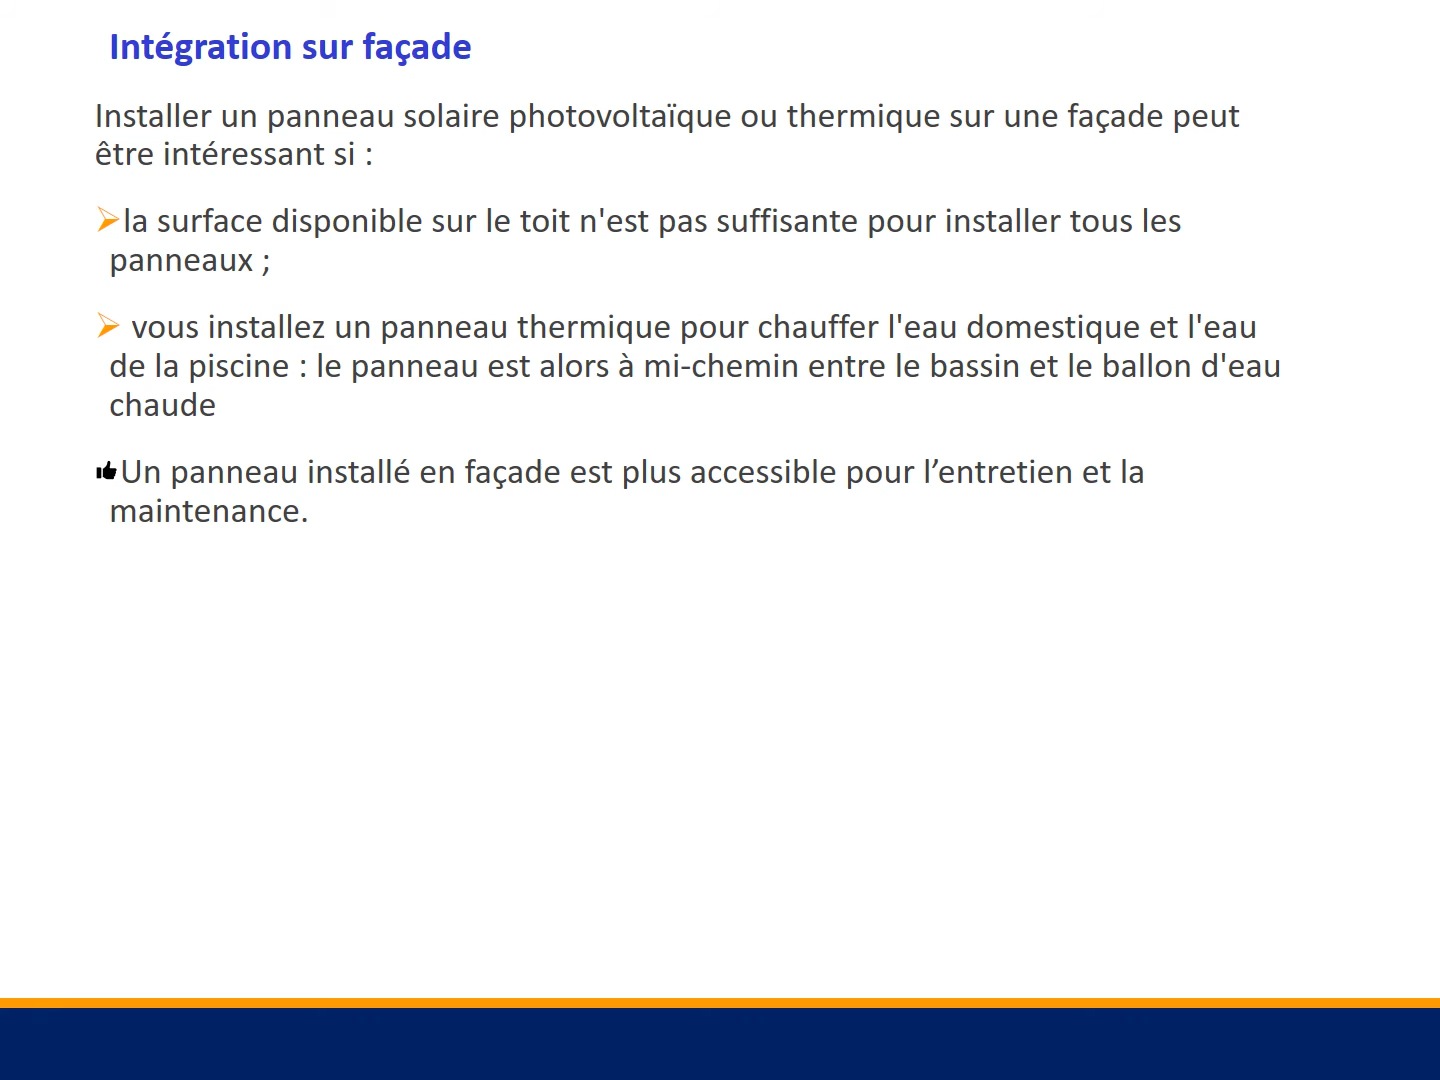 Intégration sur façade
Installer un panneau solaire photovoltaïque ou thermique sur une façade peut
être intéressant si :
la surface disponible sur le toit n'est pas suffisante pour installer tous les
panneaux ;
vous installez un panneau thermique pour chauffer l'eau domestique et l'eau
de la piscine : le panneau est alors à mi-chemin entre le bassin et le ballon d'eau
chaude
Un panneau installé en façade est plus accessible pour l’entretien et la
maintenance.